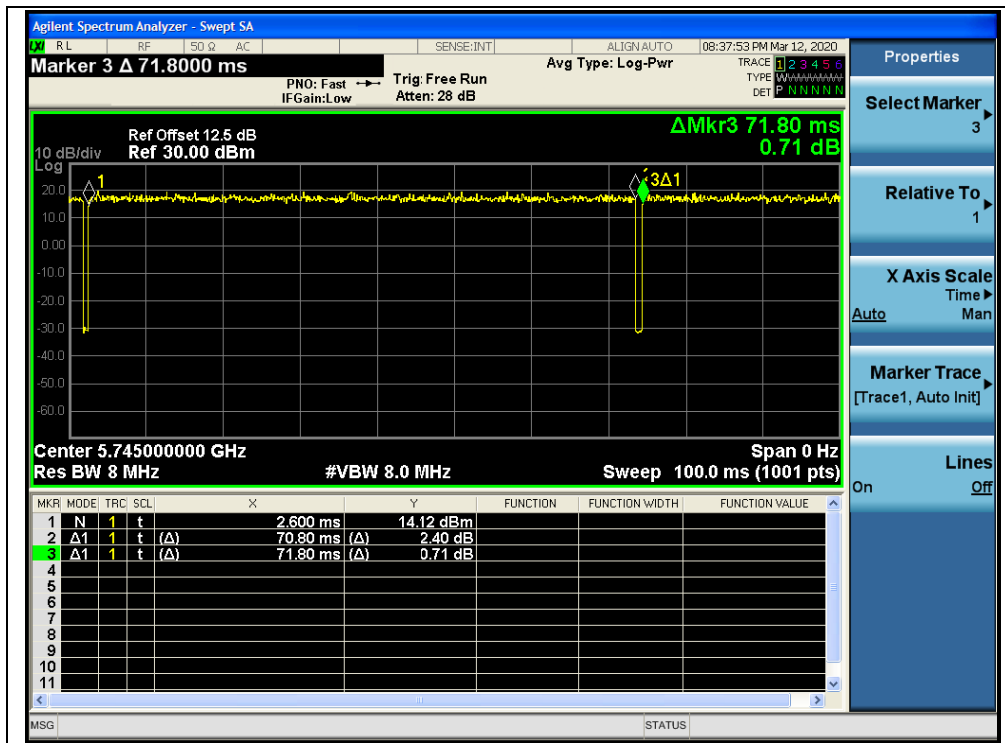 Agilent Spectrum Analyzer - Swept SA
LXI RL RF 50 Ω AC SENSE:INT ALIGN AUTO 08:37:53 PM Mar 12, 2020
Marker 3 Δ 71.8000 ms
PNO: Fast
IFGain:Low
Trig: Free Run
Atten: 28 dB
Avg Type: Log-Pwr
TRACE 1 2 3 4 5 6
TYPE
DET P N N N N N
Ref Offset 12.5 dB
10 dB/div Ref 30.00 dBm
Log
ΔMkr3 71.80 ms
0.71 dB
1
3Δ1
20.0
10.0
0.00
-10.0
-20.0
-30.0
-40.0
-50.0
-60.0
Center 5.745000000 GHz Span 0 Hz
Res BW 8 MHz #VBW 8.0 MHz Sweep 100.0 ms (1001 pts)
MKR MODE TRC SCL X Y FUNCTION FUNCTION WIDTH FUNCTION VALUE
1 N 1 t 2.600 ms 14.12 dBm
2 Δ1 1 t (Δ) 70.80 ms (Δ) 2.40 dB
3 Δ1 1 t (Δ) 71.80 ms (Δ) 0.71 dB
4
5
6
7
8
9
10
11
MSG STATUS
Properties
Select Marker
3
Relative To
1
X Axis Scale
Time
Auto Man
Marker Trace
[Trace1, Auto Init]
Lines
On Off